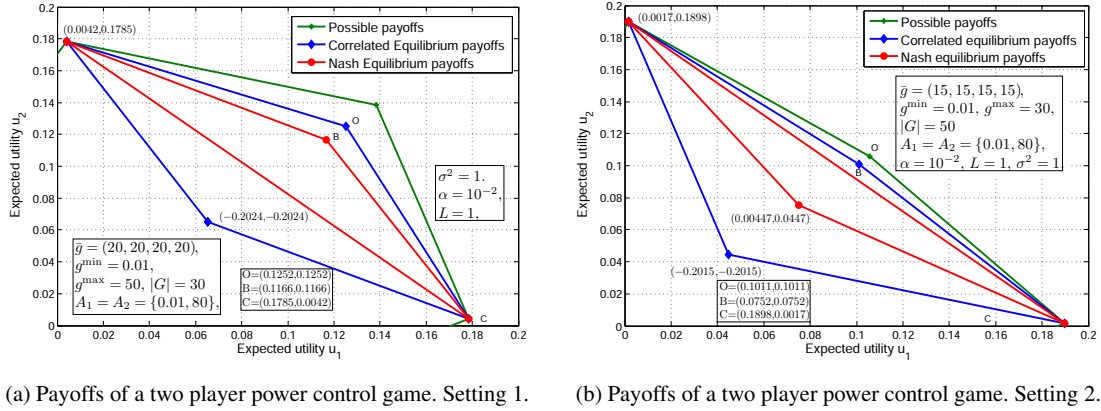 0.2
0.18
0.16
0.14
0.12
0.1
0.08
0.06
0.04
0.02
0
Expected utility u_2
(0.0042,0.1785)
Possible payoffs
Correlated Equilibrium payoffs
Nash Equilibrium payoffs
O
B
σ² = 1.
α = 10⁻²,
L = 1,
(−0.2024,−0.2024)
ḡ = (20, 20, 20, 20),
g^min = 0.01,
g^max = 50, |G| = 30
A₁ = A₂ = {0.01, 80},
O=(0.1252,0.1252)
B=(0.1166,0.1166)
C=(0.1785,0.0042)
C
0 0.02 0.04 0.06 0.08 0.1 0.12 0.14 0.16 0.18 0.2
Expected utility u_1
(a) Payoffs of a two player power control game. Setting 1.
0.2
0.18
0.16
0.14
0.12
0.1
0.08
0.06
0.04
0.02
0
Expected utility u_2
(0.0017,0.1898)
Possible payoffs
Correlated equilibrium payoffs
Nash equilibrium payoffs
ḡ = (15, 15, 15, 15),
g^min = 0.01, g^max = 30,
|G| = 50
A₁ = A₂ = {0.01, 80},
α = 10⁻², L = 1, σ² = 1
O
B
(0.00447,0.0447)
(−0.2015,−0.2015)
O=(0.1011,0.1011)
B=(0.0752,0.0752)
C=(0.1898,0.0017)
C
0 0.02 0.04 0.06 0.08 0.1 0.12 0.14 0.16 0.18 0.2
Expected utility u_1
(b) Payoffs of a two player power control game. Setting 2.